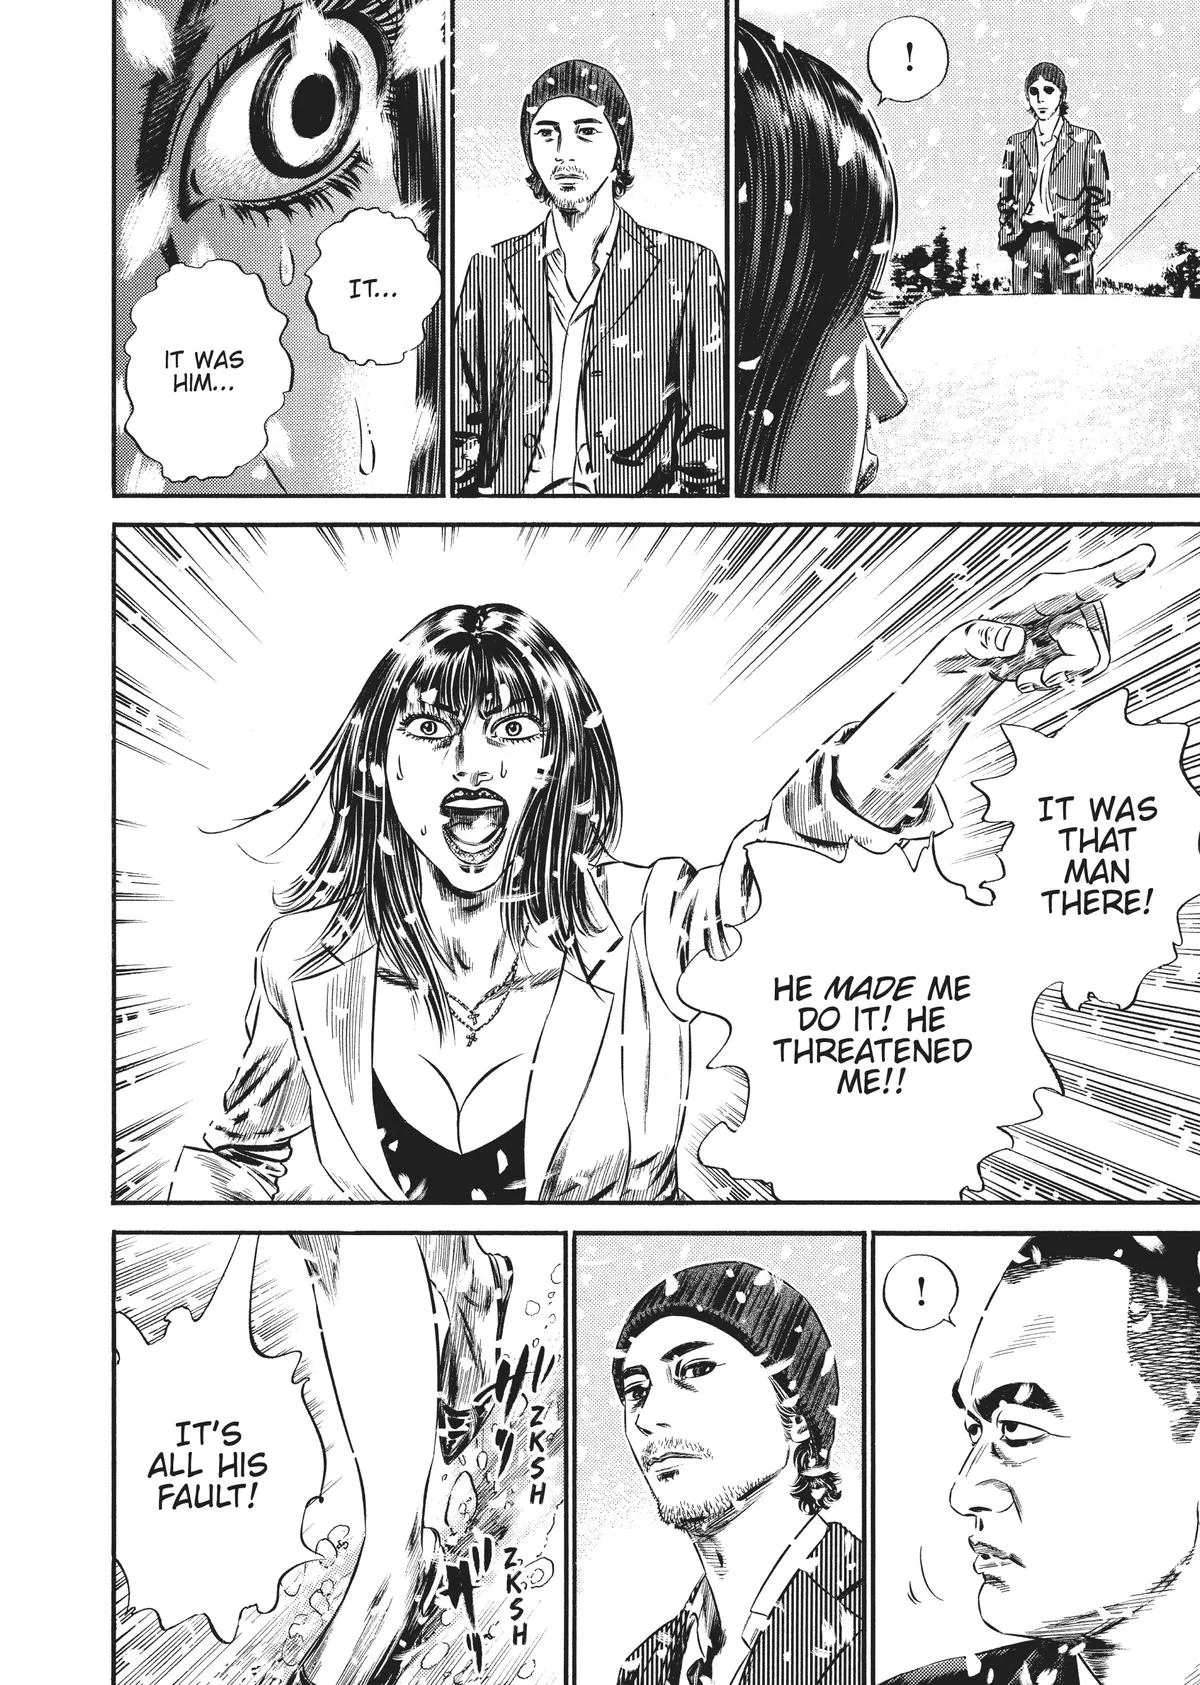 !
IT...
IT WAS
HIM...
IT WAS
THAT
MAN
THERE!
HE MADE ME
DO IT! HE
THREATENED
ME!!
!
ZKSH
ZKSH
IT'S
ALL HIS
FAULT!